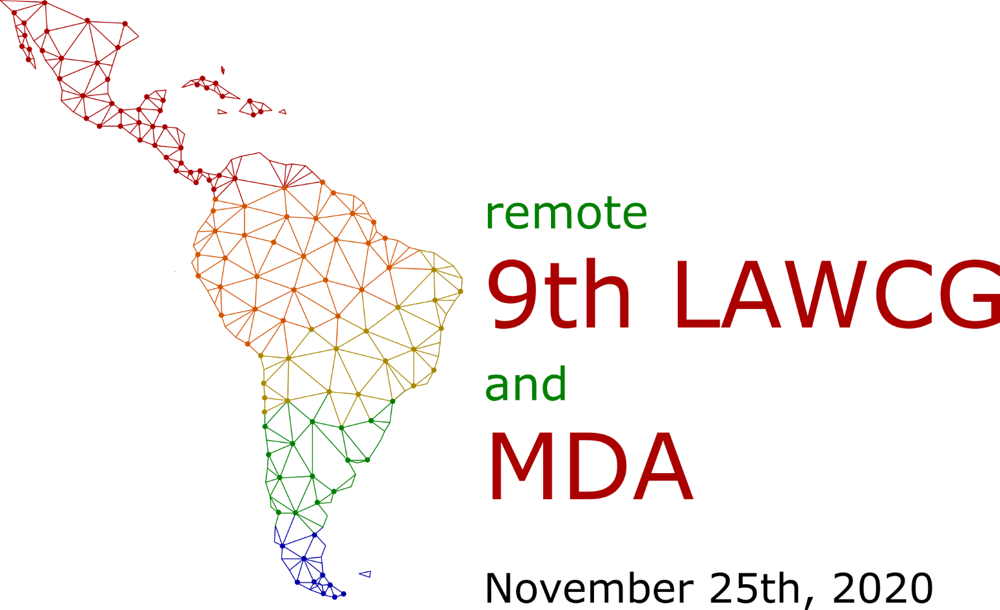 remote
9th LAWCG
and
MDA
November 25th, 2020